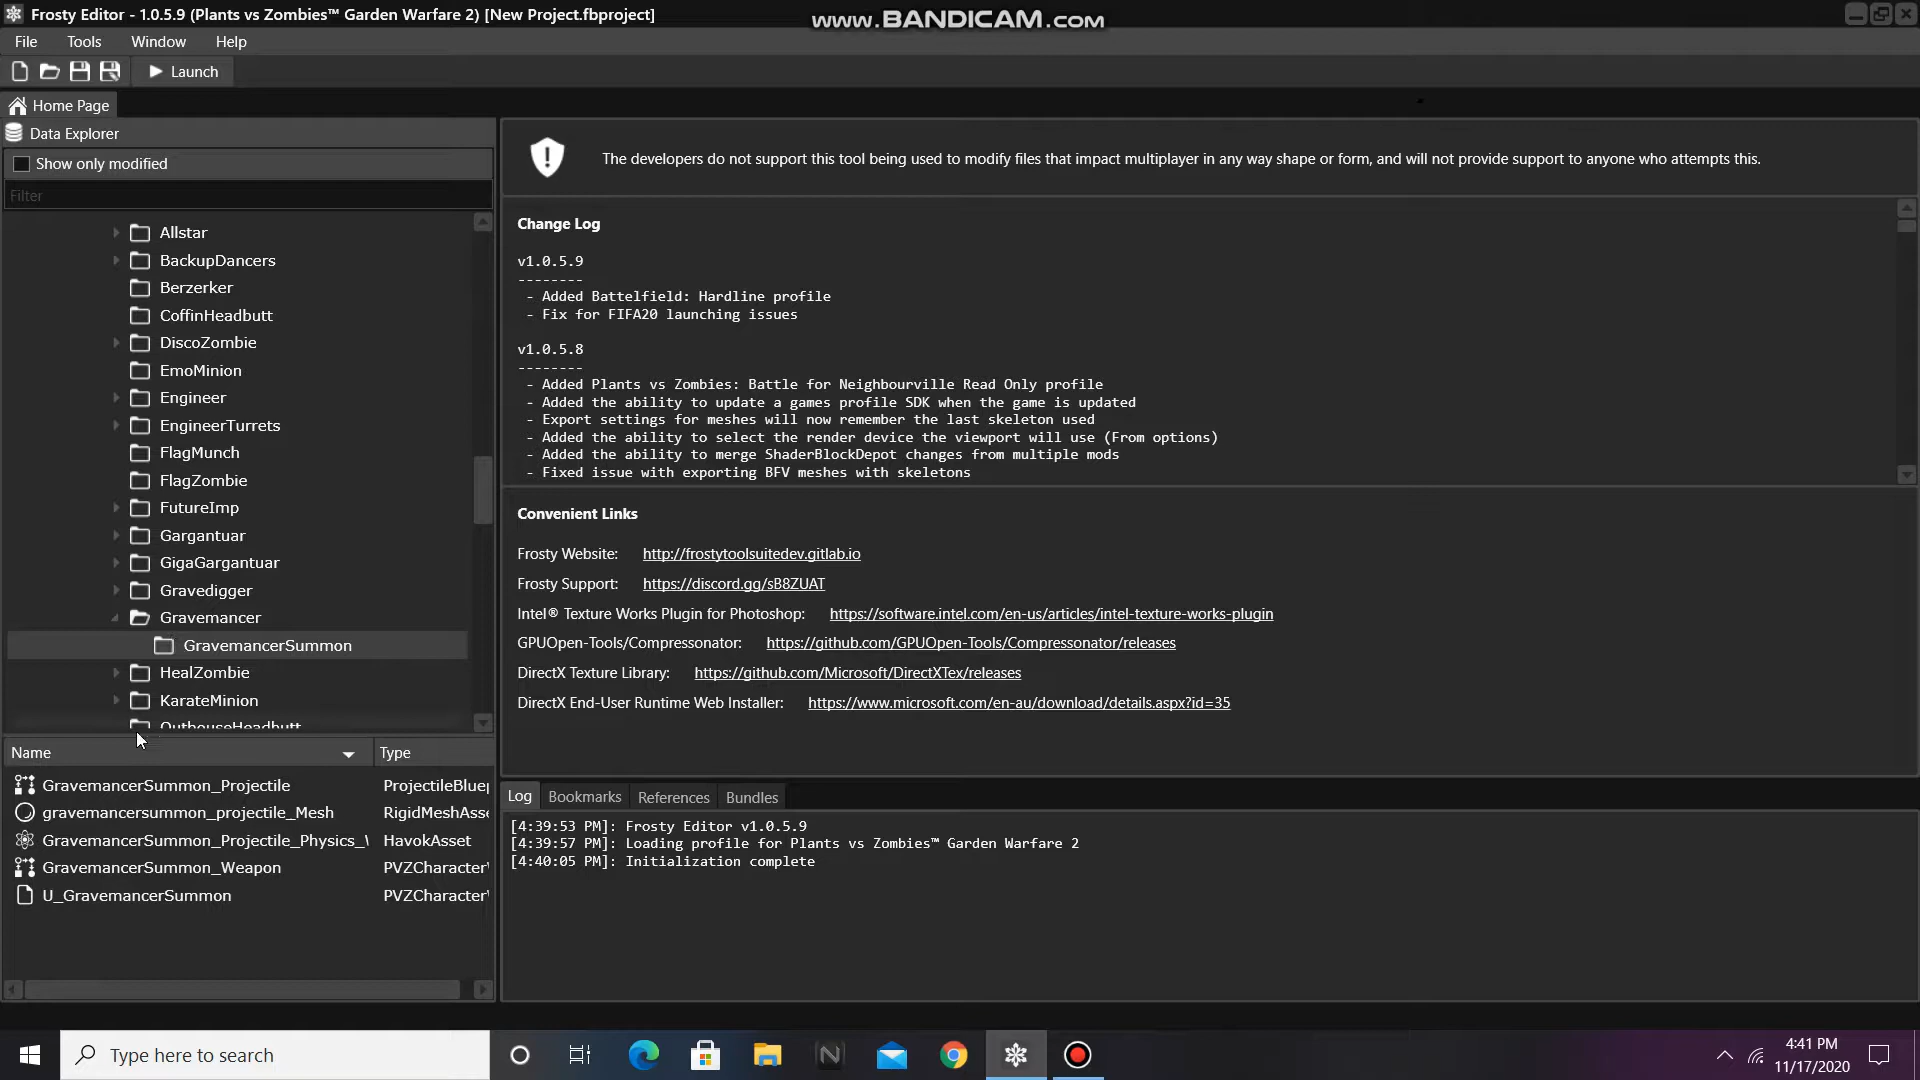 Frosty Editor - 1.0.5.9 (Plants vs Zombies™ Garden Warfare 2) [New Project.fbproject]
www.BANDICAM.com
File Tools Window Help
Launch
Home Page
Data Explorer
Show only modified
Filter
Allstar
BackupDancers
Berzerker
CoffinHeadbutt
DiscoZombie
EmoMinion
Engineer
EngineerTurrets
FlagMunch
FlagZombie
FutureImp
Gargantuar
GigaGargantuar
Gravedigger
Gravemancer
GravemancerSummon
HealZombie
KarateMinion
OuthouseHeadbutt
Name Type
GravemancerSummon_Projectile ProjectileBluep
gravemancersummon_projectile_Mesh RigidMeshAsse
GravemancerSummon_Projectile_Physics_\ HavokAsset
GravemancerSummon_Weapon PVZCharacter\
U_GravemancerSummon PVZCharacter\
The developers do not support this tool being used to modify files that impact multiplayer in any way shape or form, and will not provide support to anyone who attempts this.
Change Log
v1.0.5.9
--------
- Added Battelfield: Hardline profile
- Fix for FIFA20 launching issues
v1.0.5.8
--------
- Added Plants vs Zombies: Battle for Neighbourville Read Only profile
- Added the ability to update a games profile SDK when the game is updated
- Export settings for meshes will now remember the last skeleton used
- Added the ability to select the render device the viewport will use (From options)
- Added the ability to merge ShaderBlockDepot changes from multiple mods
- Fixed issue with exporting BFV meshes with skeletons
Convenient Links
Frosty Website: http://frostytoolsuitedev.gitlab.io
Frosty Support: https://discord.gg/sB8ZUAT
Intel® Texture Works Plugin for Photoshop: https://software.intel.com/en-us/articles/intel-texture-works-plugin
GPUOpen-Tools/Compressonator: https://github.com/GPUOpen-Tools/Compressonator/releases
DirectX Texture Library: https://github.com/Microsoft/DirectXTex/releases
DirectX End-User Runtime Web Installer: https://www.microsoft.com/en-au/download/details.aspx?id=35
Log Bookmarks References Bundles
[4:39:53 PM]: Frosty Editor v1.0.5.9
[4:39:57 PM]: Loading profile for Plants vs Zombies™ Garden Warfare 2
[4:40:05 PM]: Initialization complete
Type here to search
4:41 PM
11/17/2020